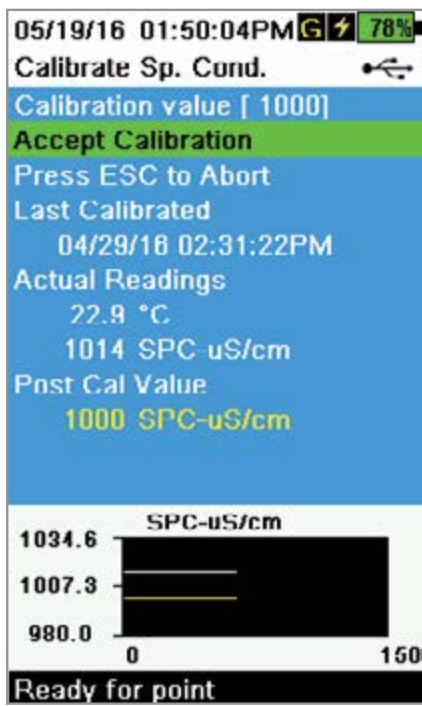 05/19/16 01:50:04PM G 78%
Calibrate Sp. Cond.
Calibration value [ 1000]
Accept Calibration
Press ESC to Abort
Last Calibrated
04/29/16 02:31:22PM
Actual Readings
22.9 °C
1014 SPC-uS/cm
Post Cal Value
1000 SPC-uS/cm
SPC-uS/cm
1034.6
1007.3
980.0
0 150
Ready for point